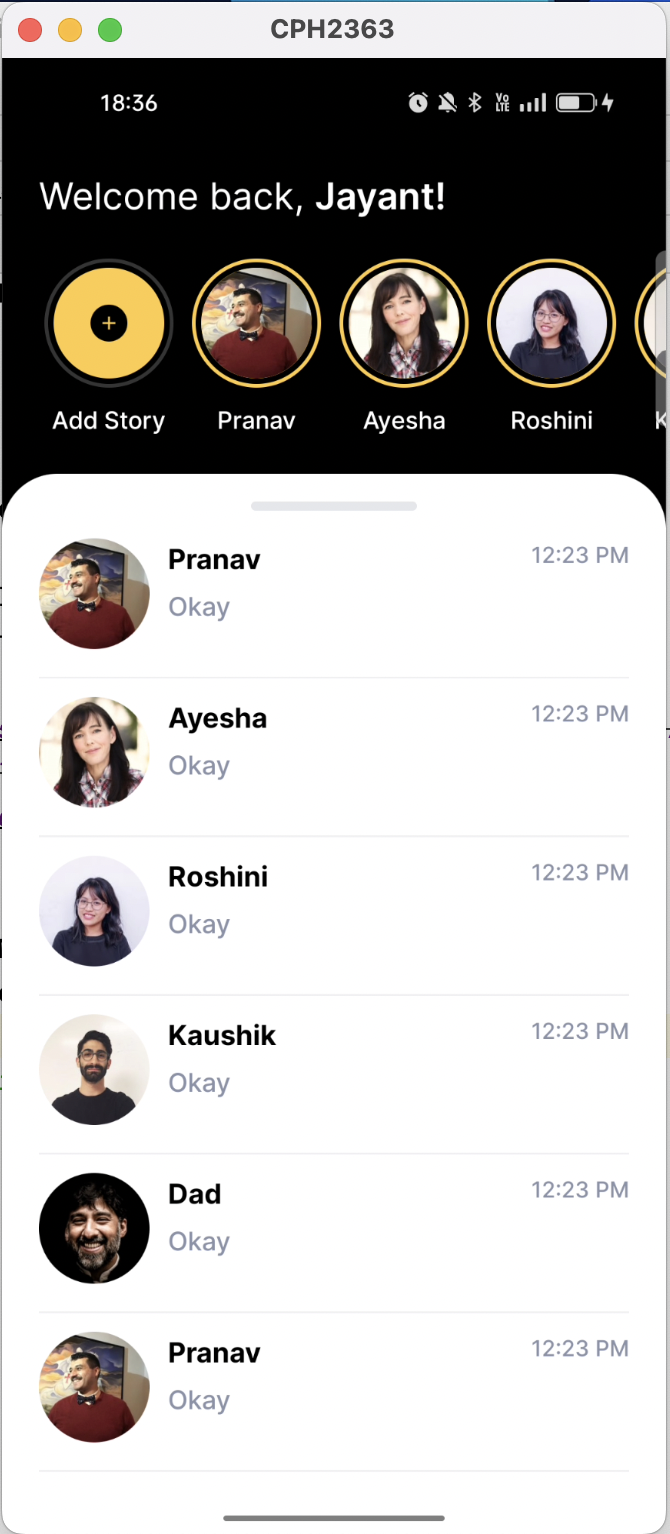 CPH2363
18:36
Vo
LTE
Welcome back, Jayant!
+
Add Story
Pranav
Ayesha
Roshini
K
Pranav
12:23 PM
Okay
Ayesha
12:23 PM
Okay
Roshini
12:23 PM
Okay
Kaushik
12:23 PM
Okay
Dad
12:23 PM
Okay
Pranav
12:23 PM
Okay